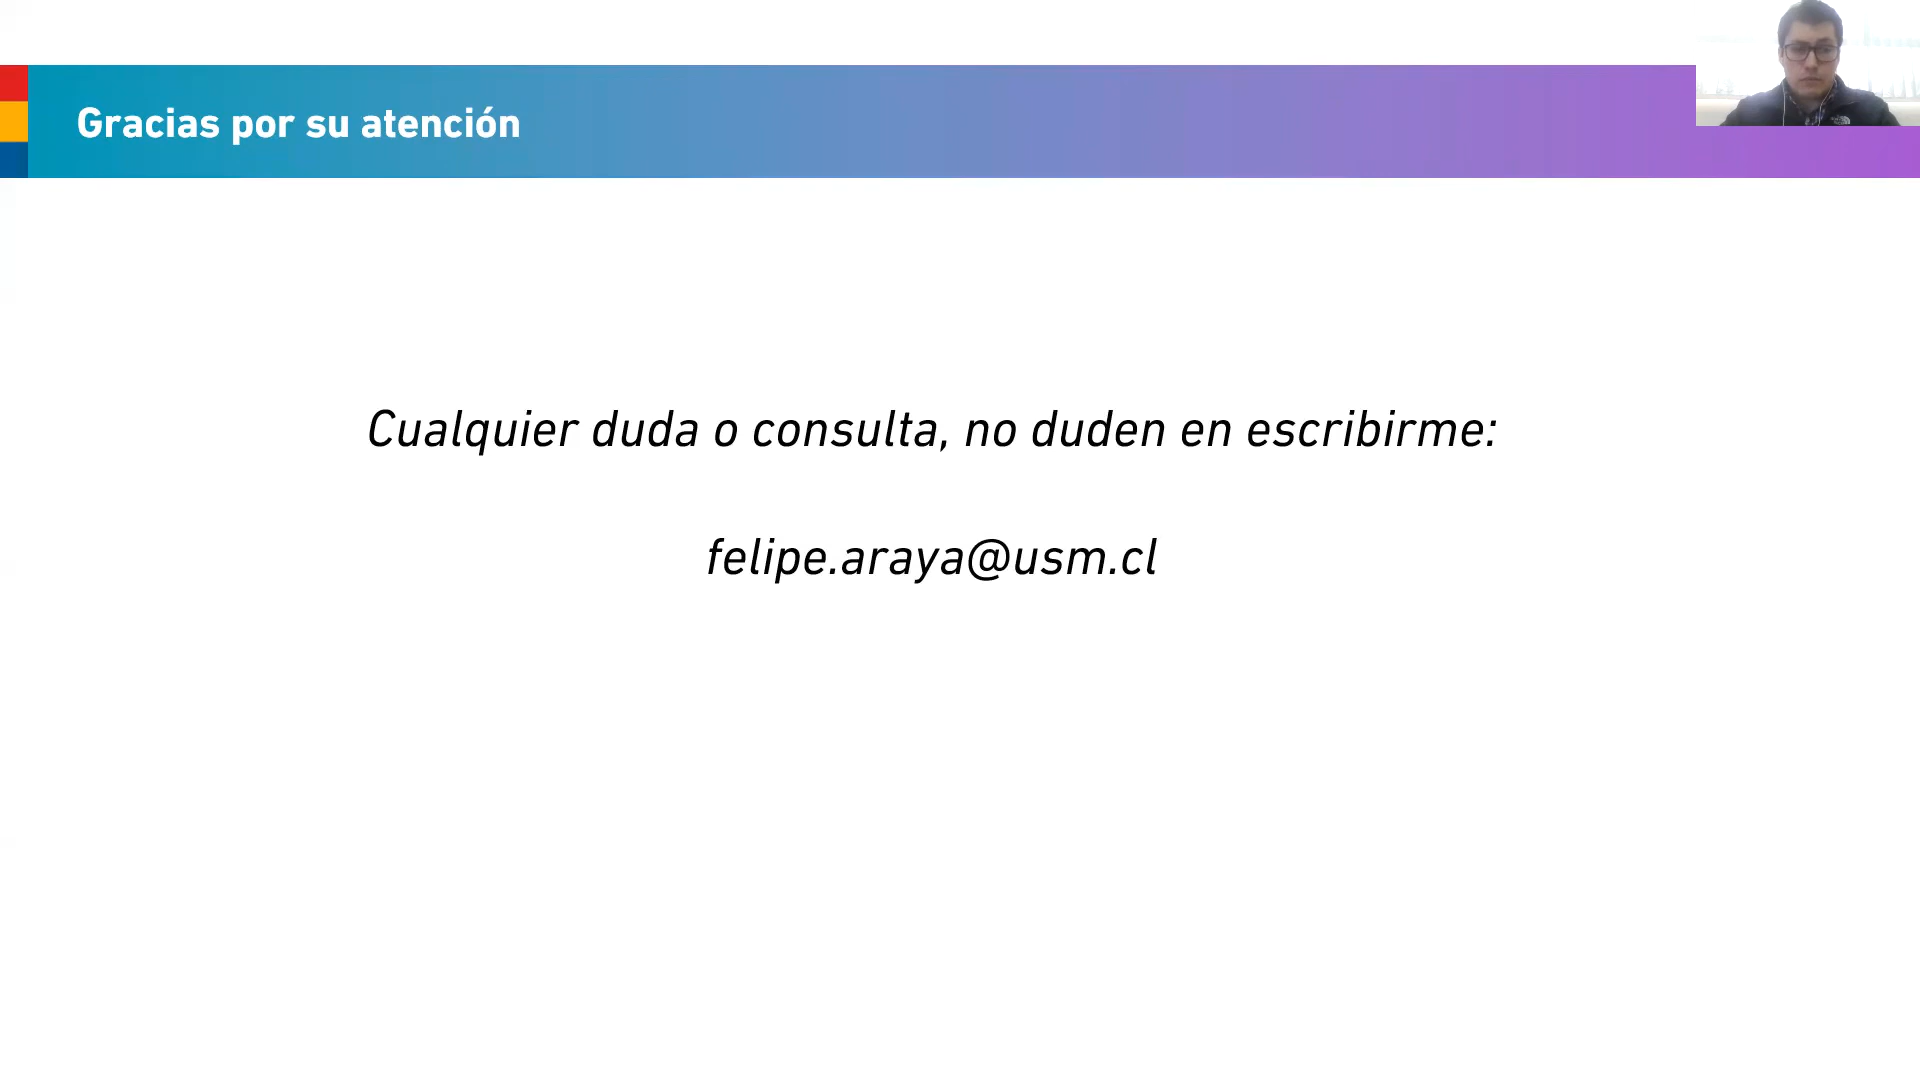 Gracias por su atención
Cualquier duda o consulta, no duden en escribirme:
felipe.araya@usm.cl